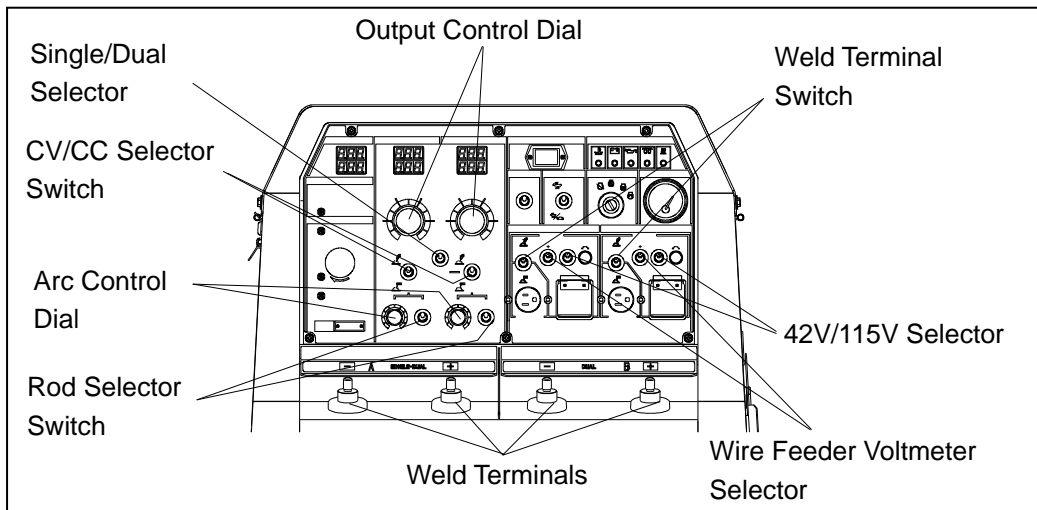 Output Control Dial
Single/Dual
Selector
Weld Terminal
Switch
CV/CC Selector
Switch
Arc Control
Dial
42V/115V Selector
Rod Selector
Switch
− A SINGLE-DUAL +
− DUAL B +
Weld Terminals
Wire Feeder Voltmeter
Selector